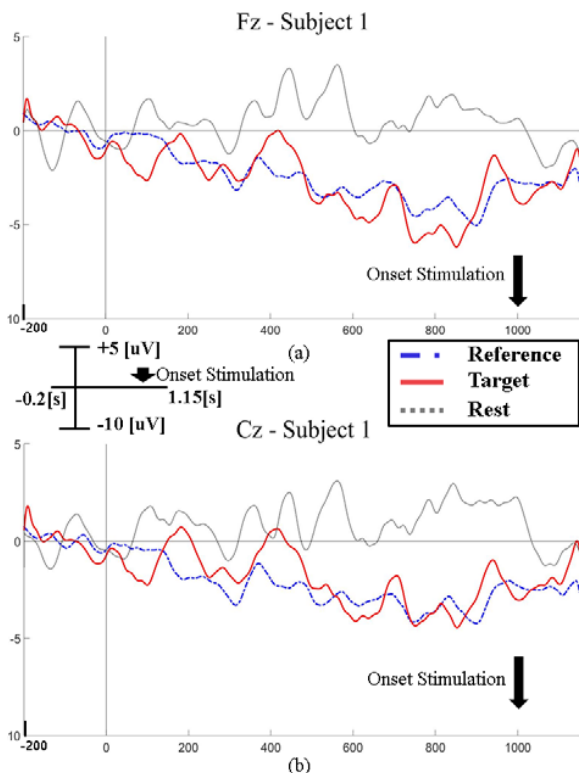 Fz - Subject 1
5
0
-5
10
-200
0
200
400
600
800
1000
Onset Stimulation
(a)
+5 [uV]
Onset Stimulation
-0.2[s]
1.15[s]
-10 [uV]
Reference
Target
Rest
Cz - Subject 1
5
0
-5
10
-200
0
200
400
600
800
1000
Onset Stimulation
(b)